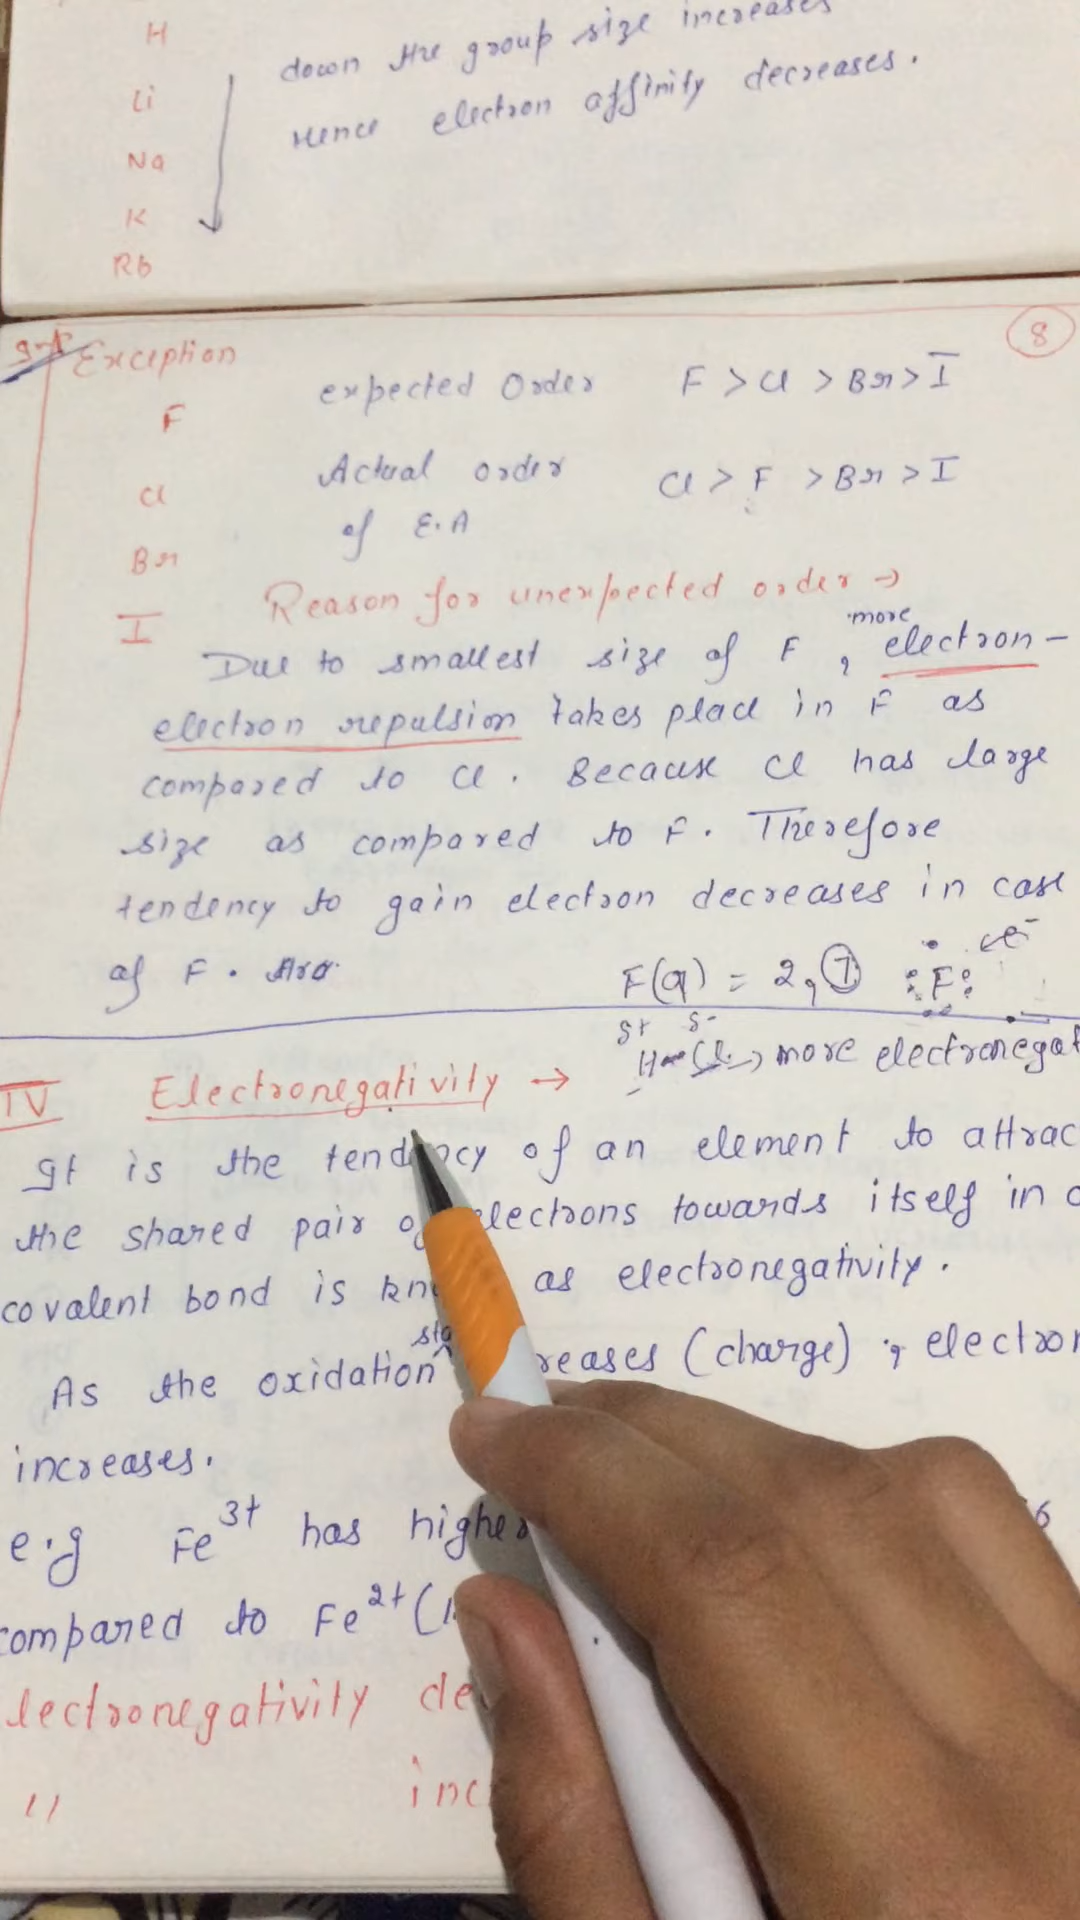 H
Li
Na
K
Rb
down the group size increases
Hence electron affinity decreases.
8
Exception
F
Cl
Br
I
expected Order F > Cl > Br > I
Actual order Cl > F > Br > I
of E.A
Reason for unexpected order →
Due to smallest size of F, more electron-
electron repulsion takes place in F as
compared to Cl. Because Cl has large
size as compared to F. Therefore
tendency to gain electron decreases in case
of F.
F(9) = 2, 7 F e-
δ+ δ-
H Cl → more electronegat
IV Electronegativity →
It is the tendency of an element to attrac
the shared pair of electrons towards itself in
covalent bond is as electronegativity.
As the oxidation (charge), electron
increases.
e.g Fe3+ has higher
compared to Fe2+
lectronegativity
"